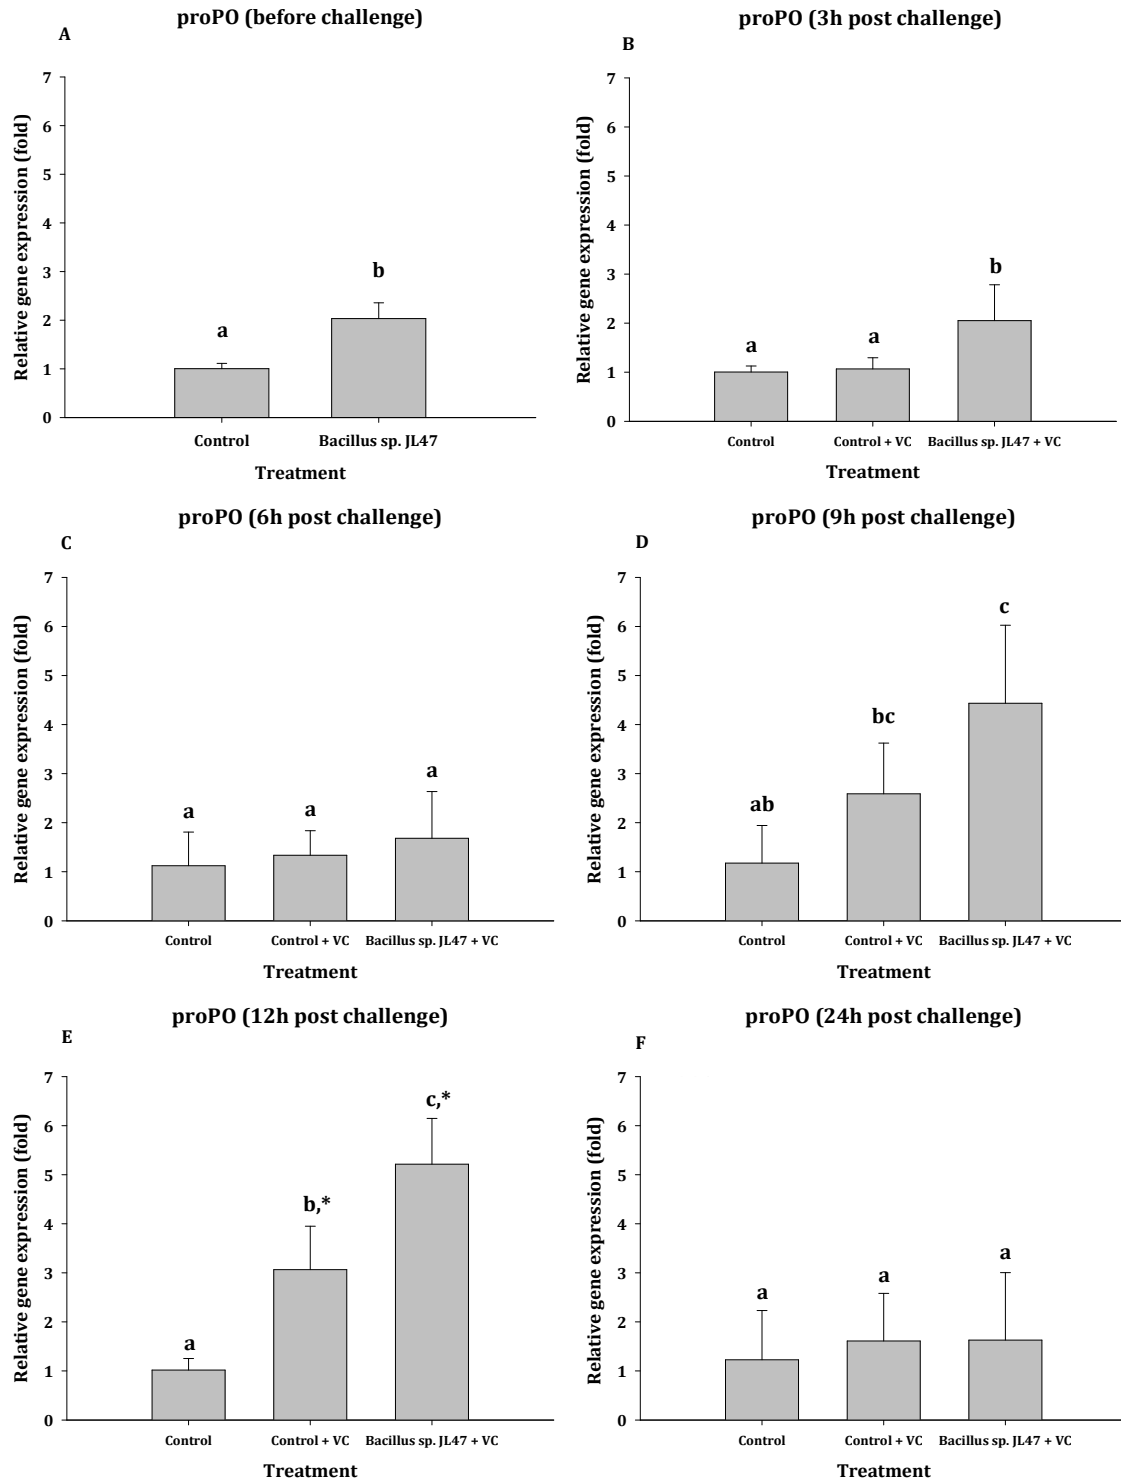 proPO (before challenge)
A
Relative gene expression (fold)
7
6
5
4
3
2
1
0
a
b
Control
Bacillus sp. JL47
Treatment
proPO (3h post challenge)
B
Relative gene expression (fold)
7
6
5
4
3
2
1
0
a
a
b
Control
Control + VC
Bacillus sp. JL47 + VC
Treatment
proPO (6h post challenge)
C
Relative gene expression (fold)
7
6
5
4
3
2
1
0
a
a
a
Control
Control + VC
Bacillus sp. JL47 + VC
Treatment
proPO (9h post challenge)
D
Relative gene expression (fold)
7
6
5
4
3
2
1
0
ab
bc
c
Control
Control + VC
Bacillus sp. JL47 + VC
Treatment
proPO (12h post challenge)
E
Relative gene expression (fold)
7
6
5
4
3
2
1
0
a
b,*
c,*
Control
Control + VC
Bacillus sp. JL47 + VC
Treatment
proPO (24h post challenge)
F
Relative gene expression (fold)
7
6
5
4
3
2
1
0
a
a
a
Control
Control + VC
Bacillus sp. JL47 + VC
Treatment